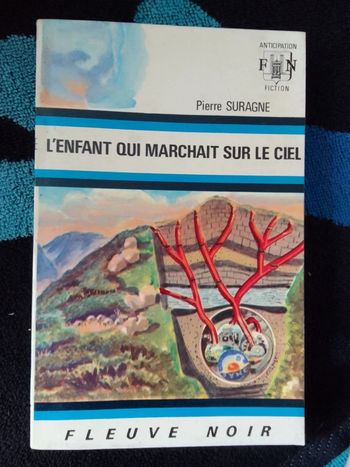 ANTICIPATION
F N
FICTION
Pierre SURAGNE
L'ENFANT QUI MARCHAIT SUR LE CIEL
FLEUVE NOIR